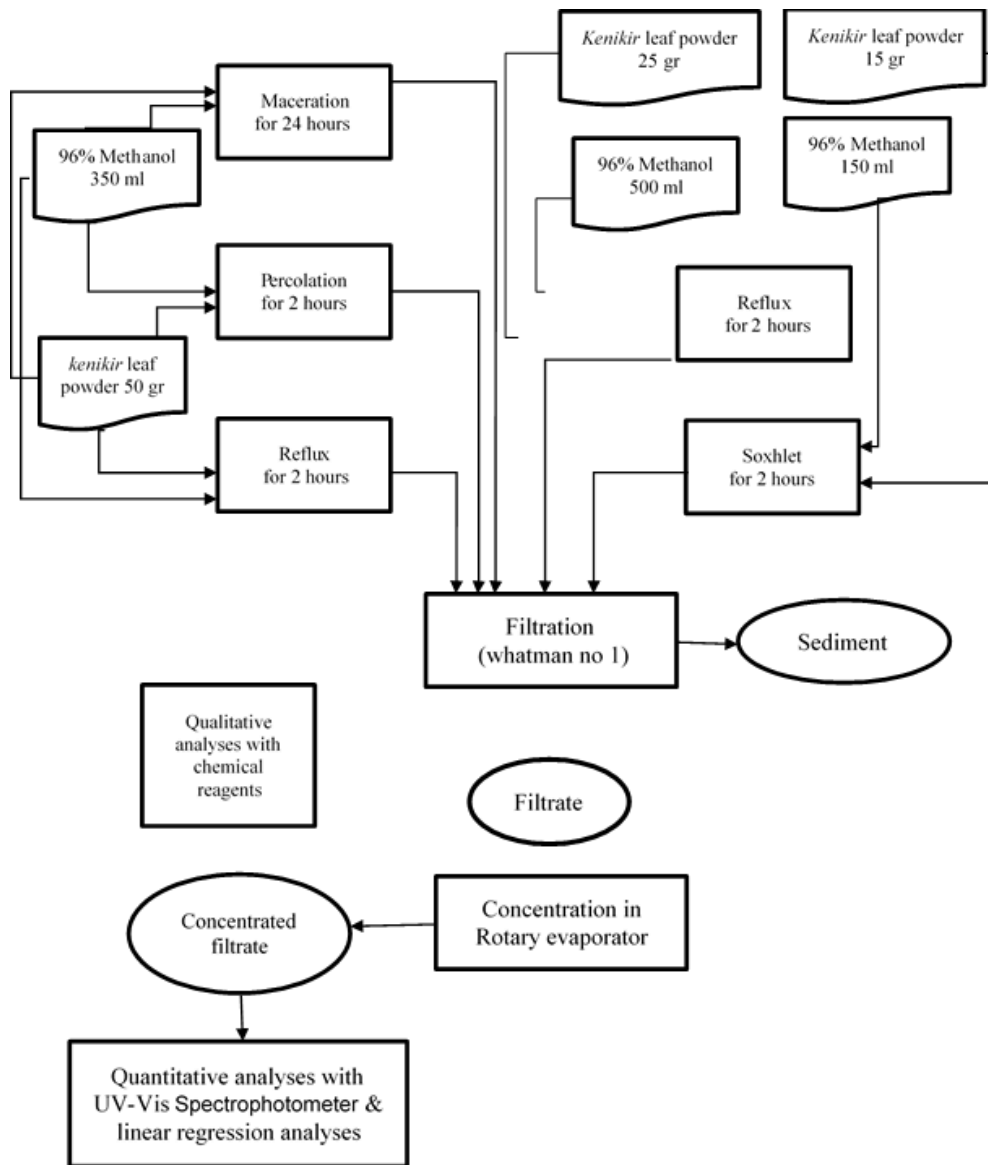 Kenikir leaf powder
25 gr
Kenikir leaf powder
15 gr
Maceration
for 24 hours
96% Methanol
350 ml
96% Methanol
500 ml
96% Methanol
150 ml
Percolation
for 2 hours
Reflux
for 2 hours
kenikir leaf
powder 50 gr
Reflux
for 2 hours
Soxhlet
for 2 hours
Filtration
(whatman no 1)
Sediment
Qualitative
analyses with
chemical
reagents
Filtrate
Concentrated
filtrate
Concentration in
Rotary evaporator
Quantitative analyses with
UV-Vis Spectrophotometer &
linear regression analyses